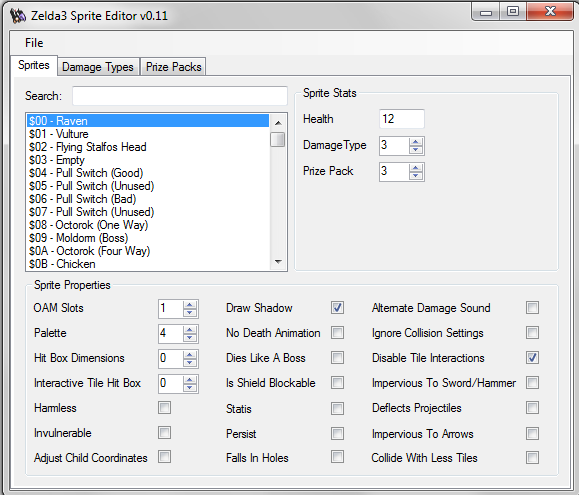 Zelda3 Sprite Editor v0.11
File
Sprites Damage Types Prize Packs
Search:
$00 - Raven
$01 - Vulture
$02 - Flying Stalfos Head
$03 - Empty
$04 - Pull Switch (Good)
$05 - Pull Switch (Unused)
$06 - Pull Switch (Bad)
$07 - Pull Switch (Unused)
$08 - Octorok (One Way)
$09 - Moldorm (Boss)
$0A - Octorok (Four Way)
$0B - Chicken
Sprite Stats
Health 12
DamageType 3
Prize Pack 3
Sprite Properties
OAM Slots 1 Draw Shadow Alternate Damage Sound
Palette 4 No Death Animation Ignore Collision Settings
Hit Box Dimensions 0 Dies Like A Boss Disable Tile Interactions
Interactive Tile Hit Box 0 Is Shield Blockable Impervious To Sword/Hammer
Harmless Statis Deflects Projectiles
Invulnerable Persist Impervious To Arrows
Adjust Child Coordinates Falls In Holes Collide With Less Tiles